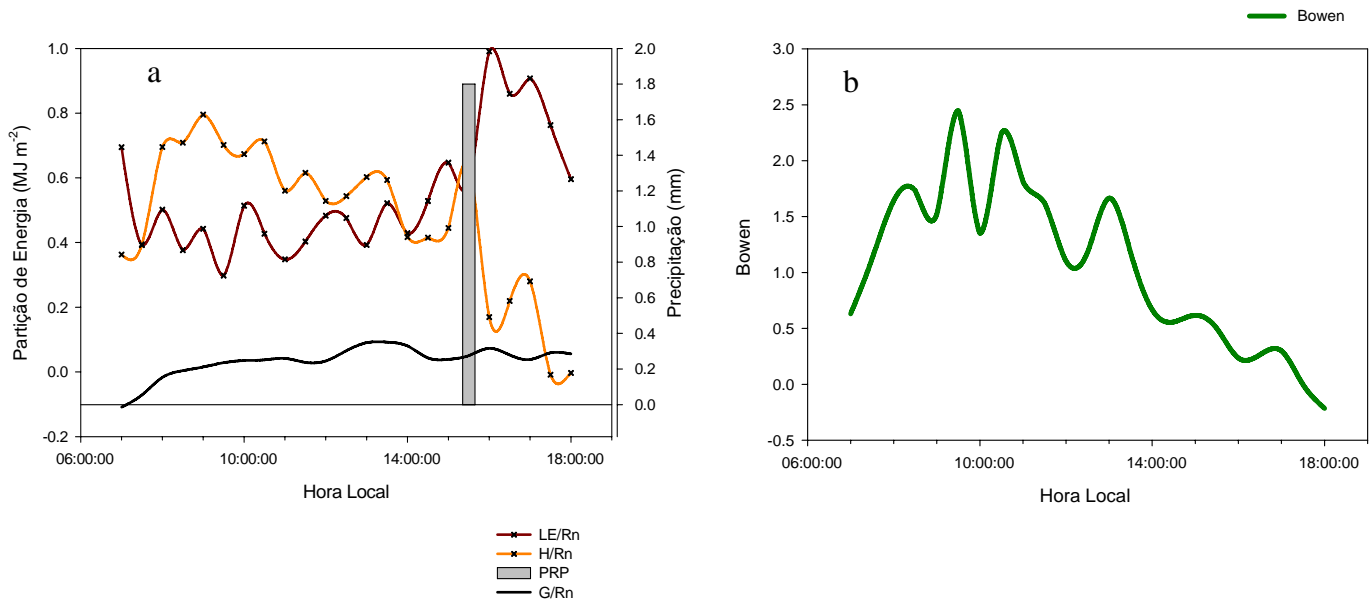 a
Partição de Energia (MJ m-2)
1.0
0.8
0.6
0.4
0.2
0.0
-0.2
Precipitação (mm)
2.0
1.8
1.6
1.4
1.2
1.0
0.8
0.6
0.4
0.2
0.0
06:00:00 10:00:00 14:00:00 18:00:00
Hora Local
LE/Rn
H/Rn
PRP
G/Rn
Bowen
b
Bowen
3.0
2.5
2.0
1.5
1.0
0.5
0.0
-0.5
06:00:00 10:00:00 14:00:00 18:00:00
Hora Local